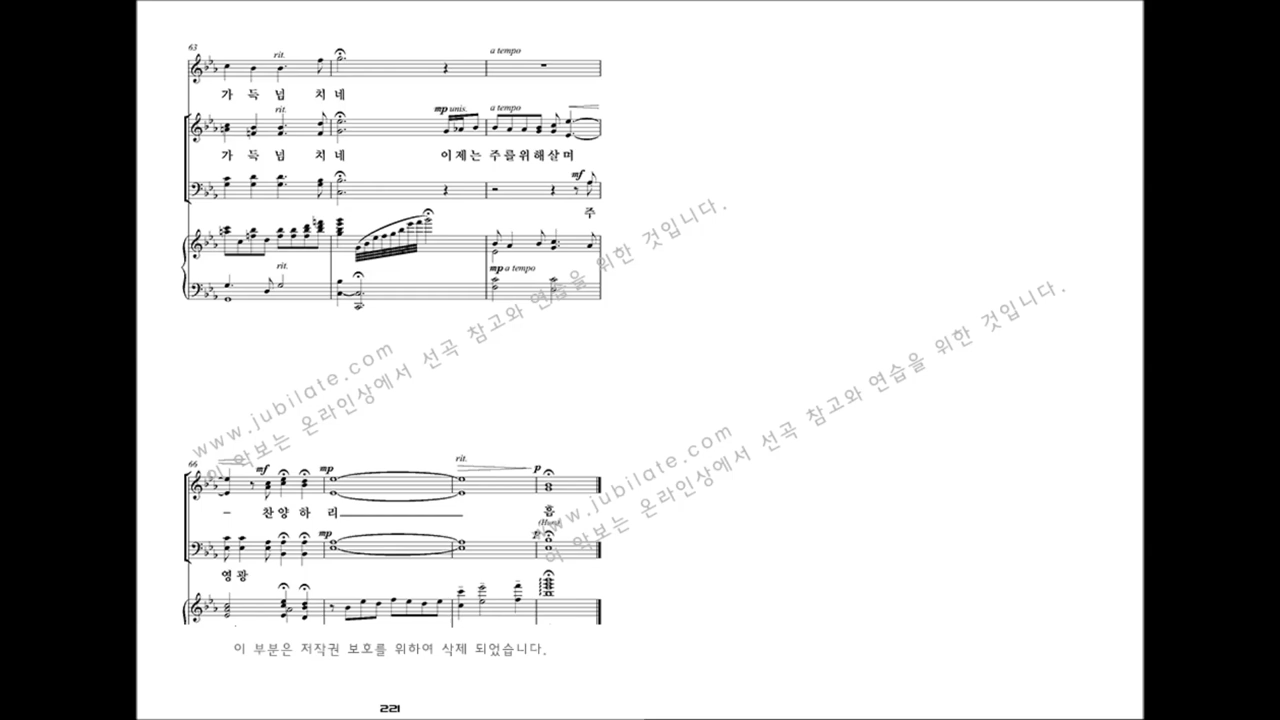 63
rit.
a tempo
가 득 넘 치 네
rit.
mp unis.
a tempo
가 득 넘 치 네 이제는 주를위해살며
mf
주
rit.
mp a tempo
www.jubilate.com
이 악보는 온라인상에서 선곡 참고와 연습을 위한 것입니다.
www.jubilate.com
이 악보는 온라인상에서 선곡 참고와 연습을 위한 것입니다.
66
mf
mp
rit.
p
찬양 하 리 흠
(Hum)
mp
p
영 광
이 부분은 저작권 보호를 위하여 삭제 되었습니다.
221